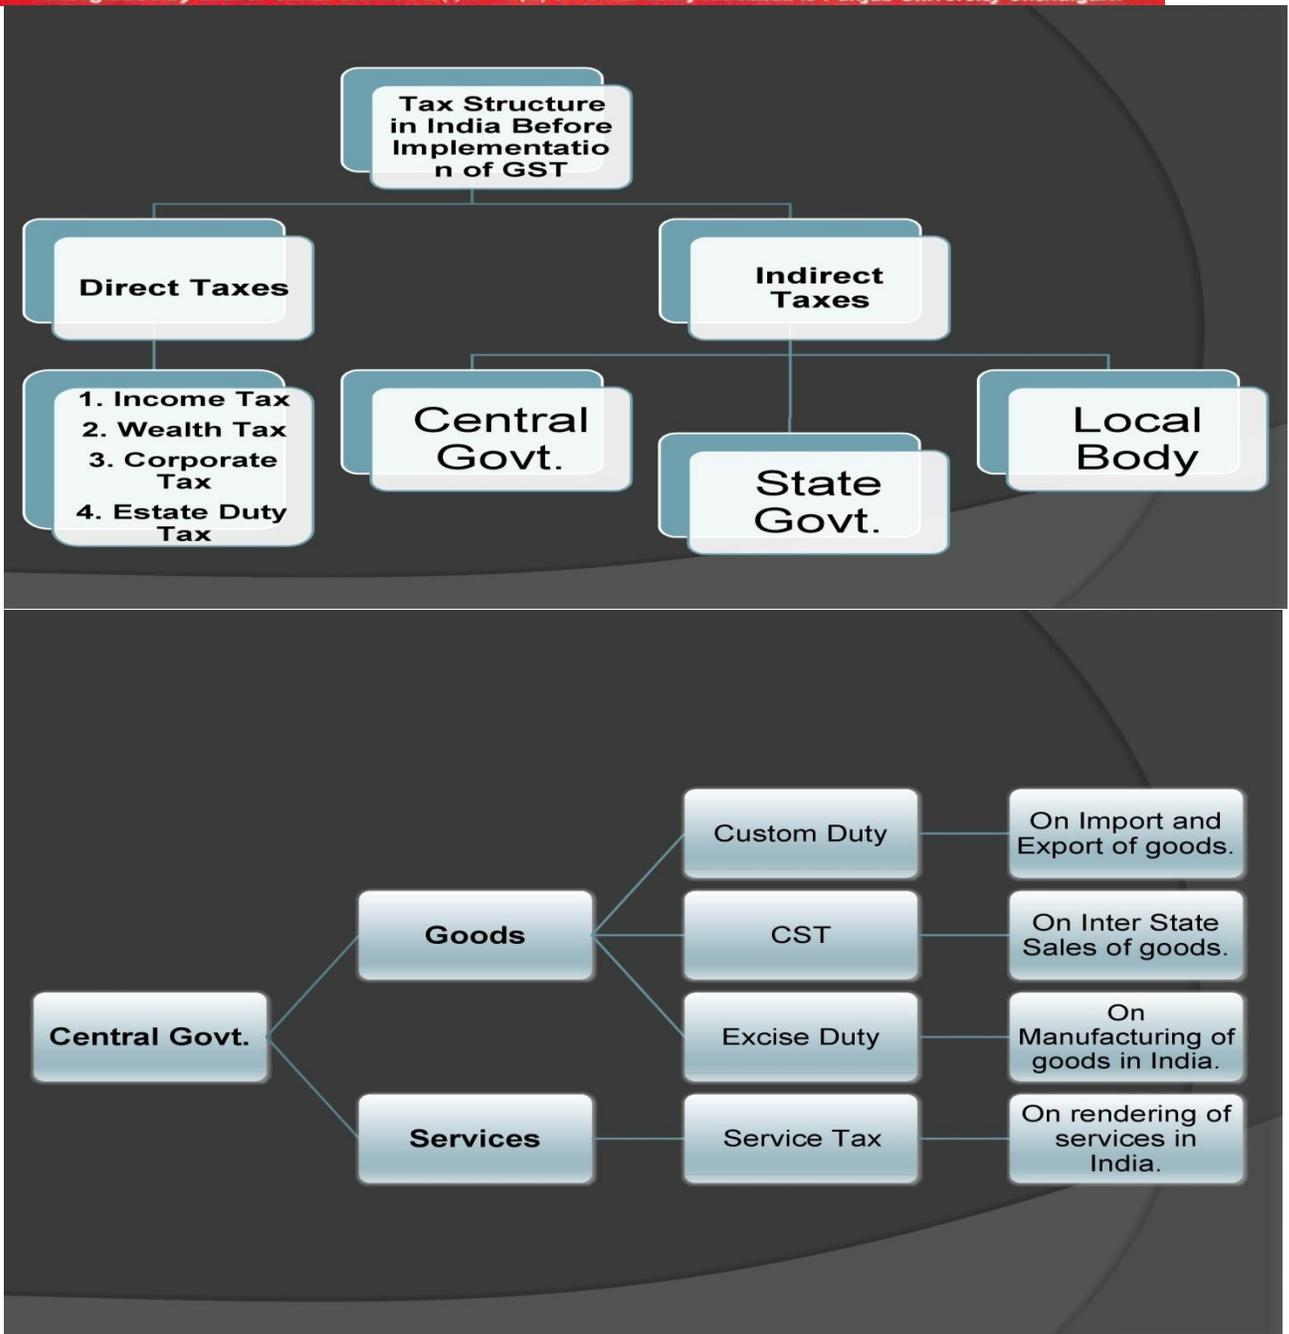 Tax Structure
in India Before
Implementatio
n of GST
Direct Taxes
Indirect
Taxes
1. Income Tax
2. Wealth Tax
3. Corporate
Tax
4. Estate Duty
Tax
Central
Govt.
State
Govt.
Local
Body
Central Govt.
Goods
Custom Duty
On Import and
Export of goods.
CST
On Inter State
Sales of goods.
Excise Duty
On
Manufacturing of
goods in India.
Services
Service Tax
On rendering of
services in
India.